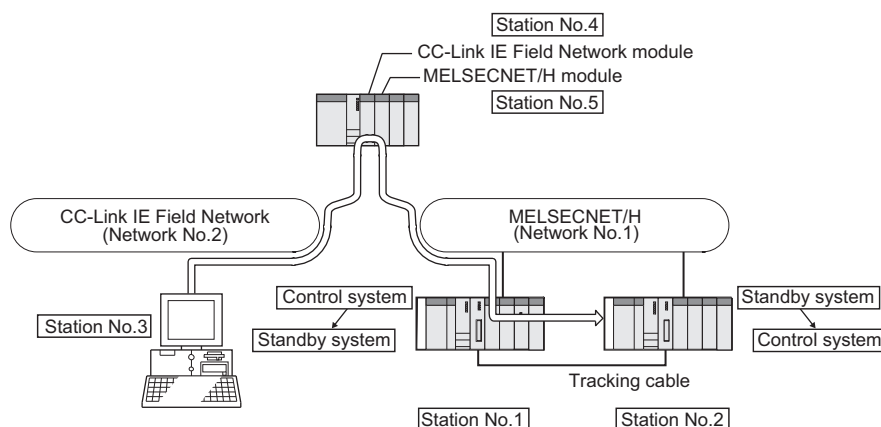 Station No.4
CC-Link IE Field Network module
MELSECNET/H module
Station No.5
CC-Link IE Field Network
(Network No.2)
MELSECNET/H
(Network No.1)
Control system
Standby system
Station No.3
Standby system
Control system
Tracking cable
Station No.1
Station No.2